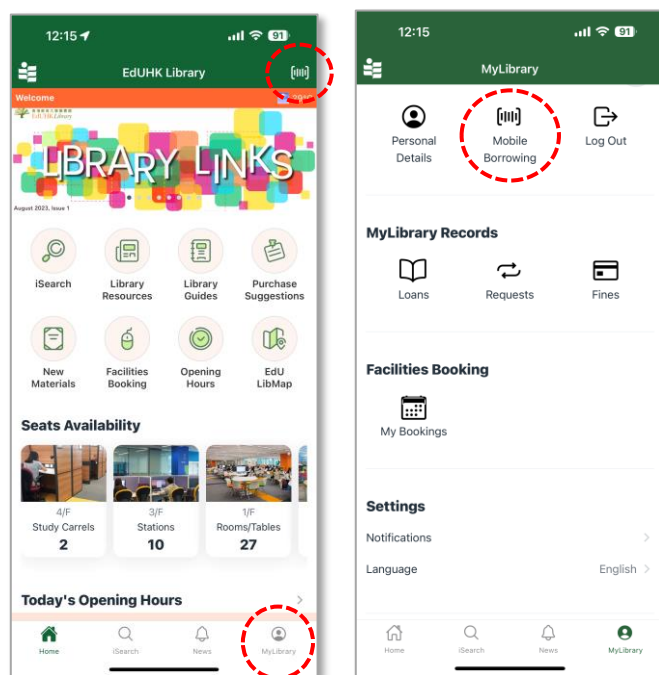 12:15
91
EdUHK Library
Welcome
EdUHK Library
LIBRARY LINKS
August 2023, Issue 1
iSearch
Library Resources
Library Guides
Purchase Suggestions
New Materials
Facilities Booking
Opening Hours
EdU LibMap
Seats Availability
4/F
Study Carrels
2
3/F
Stations
10
1/F
Rooms/Tables
27
Today's Opening Hours
Home
iSearch
News
MyLibrary
12:15
91
MyLibrary
Personal Details
Mobile Borrowing
Log Out
MyLibrary Records
Loans
Requests
Fines
Facilities Booking
My Bookings
Settings
Notifications
Language
English
Home
iSearch
News
MyLibrary